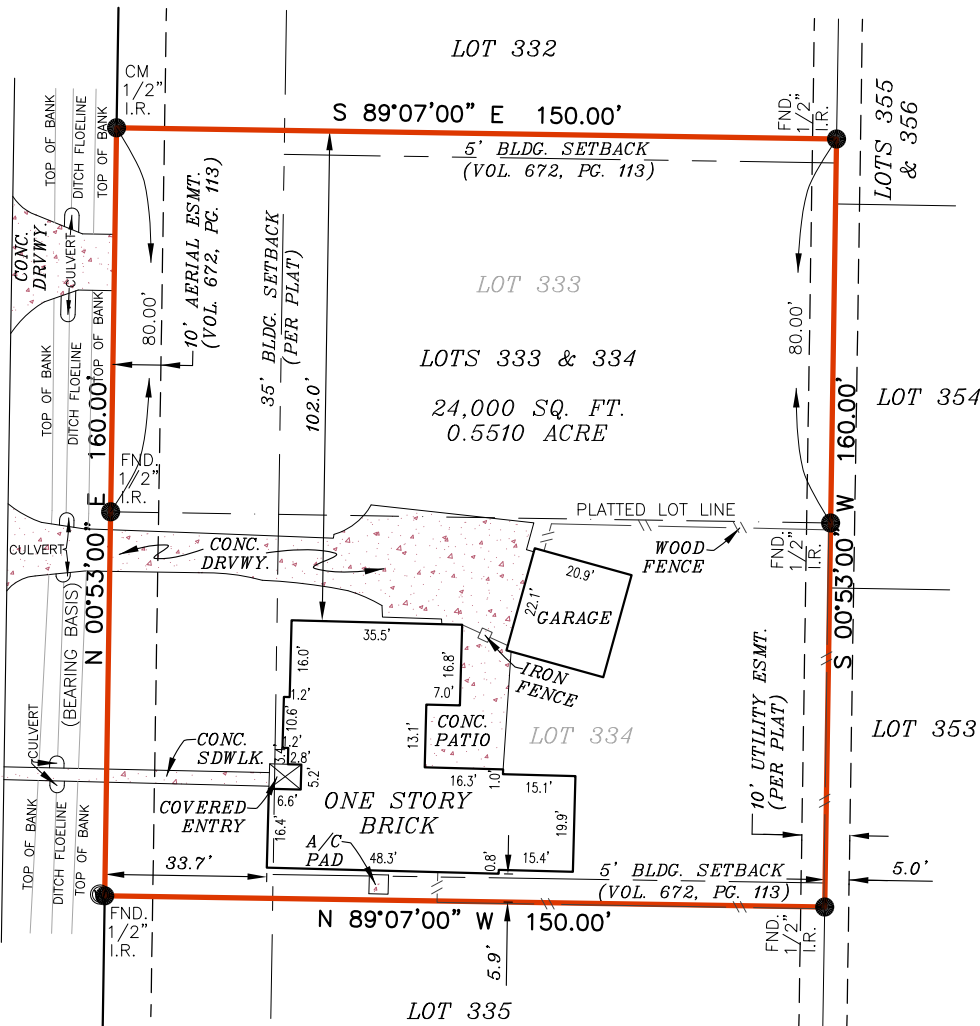 LOT 332
CM
1/2"
I.R.
S 89°07'00" E 150.00'
FND.
1/2"
I.R.
LOTS 355
& 356
5' BLDG. SETBACK
(VOL. 672, PG. 113)
TOP OF BANK
DITCH FLOELINE
TOP OF BANK
CONC.
DRVWY.
CULVERT
10' AERIAL ESMT.
(VOL. 672, PG. 113)
35' BLDG. SETBACK
(PER PLAT)
80.00'
102.0'
LOT 333
80.00'
LOTS 333 & 334
24,000 SQ. FT.
0.5510 ACRE
LOT 354
TOP OF BANK
DITCH FLOELINE
TOP OF BANK
N 00°53'00" E 160.00'
(BEARING BASIS)
S 00°53'00" W 160.00'
FND.
1/2"
I.R.
PLATTED LOT LINE
WOOD
FENCE
FND.
1/2"
I.R.
CULVERT
CONC.
DRVWY.
20.9'
22.1'
GARAGE
35.5'
16.0'
16.8'
IRON
FENCE
1.2'
7.0'
10.6'
CONC.
PATIO
13.1'
LOT 334
LOT 353
CULVERT
CONC.
SDWLK.
1.2'
3.4'
2.8'
5.2'
16.3'
1.0'
15.1'
10' UTILITY ESMT.
(PER PLAT)
COVERED
ENTRY
6.6'
16.4'
ONE STORY
BRICK
19.9'
TOP OF BANK
DITCH FLOELINE
TOP OF BANK
A/C
PAD
33.7'
48.3'
0.8'
15.4'
5' BLDG. SETBACK
(VOL. 672, PG. 113)
5.0'
FND.
1/2"
I.R.
N 89°07'00" W 150.00'
FND.
1/2"
I.R.
5.9'
LOT 335